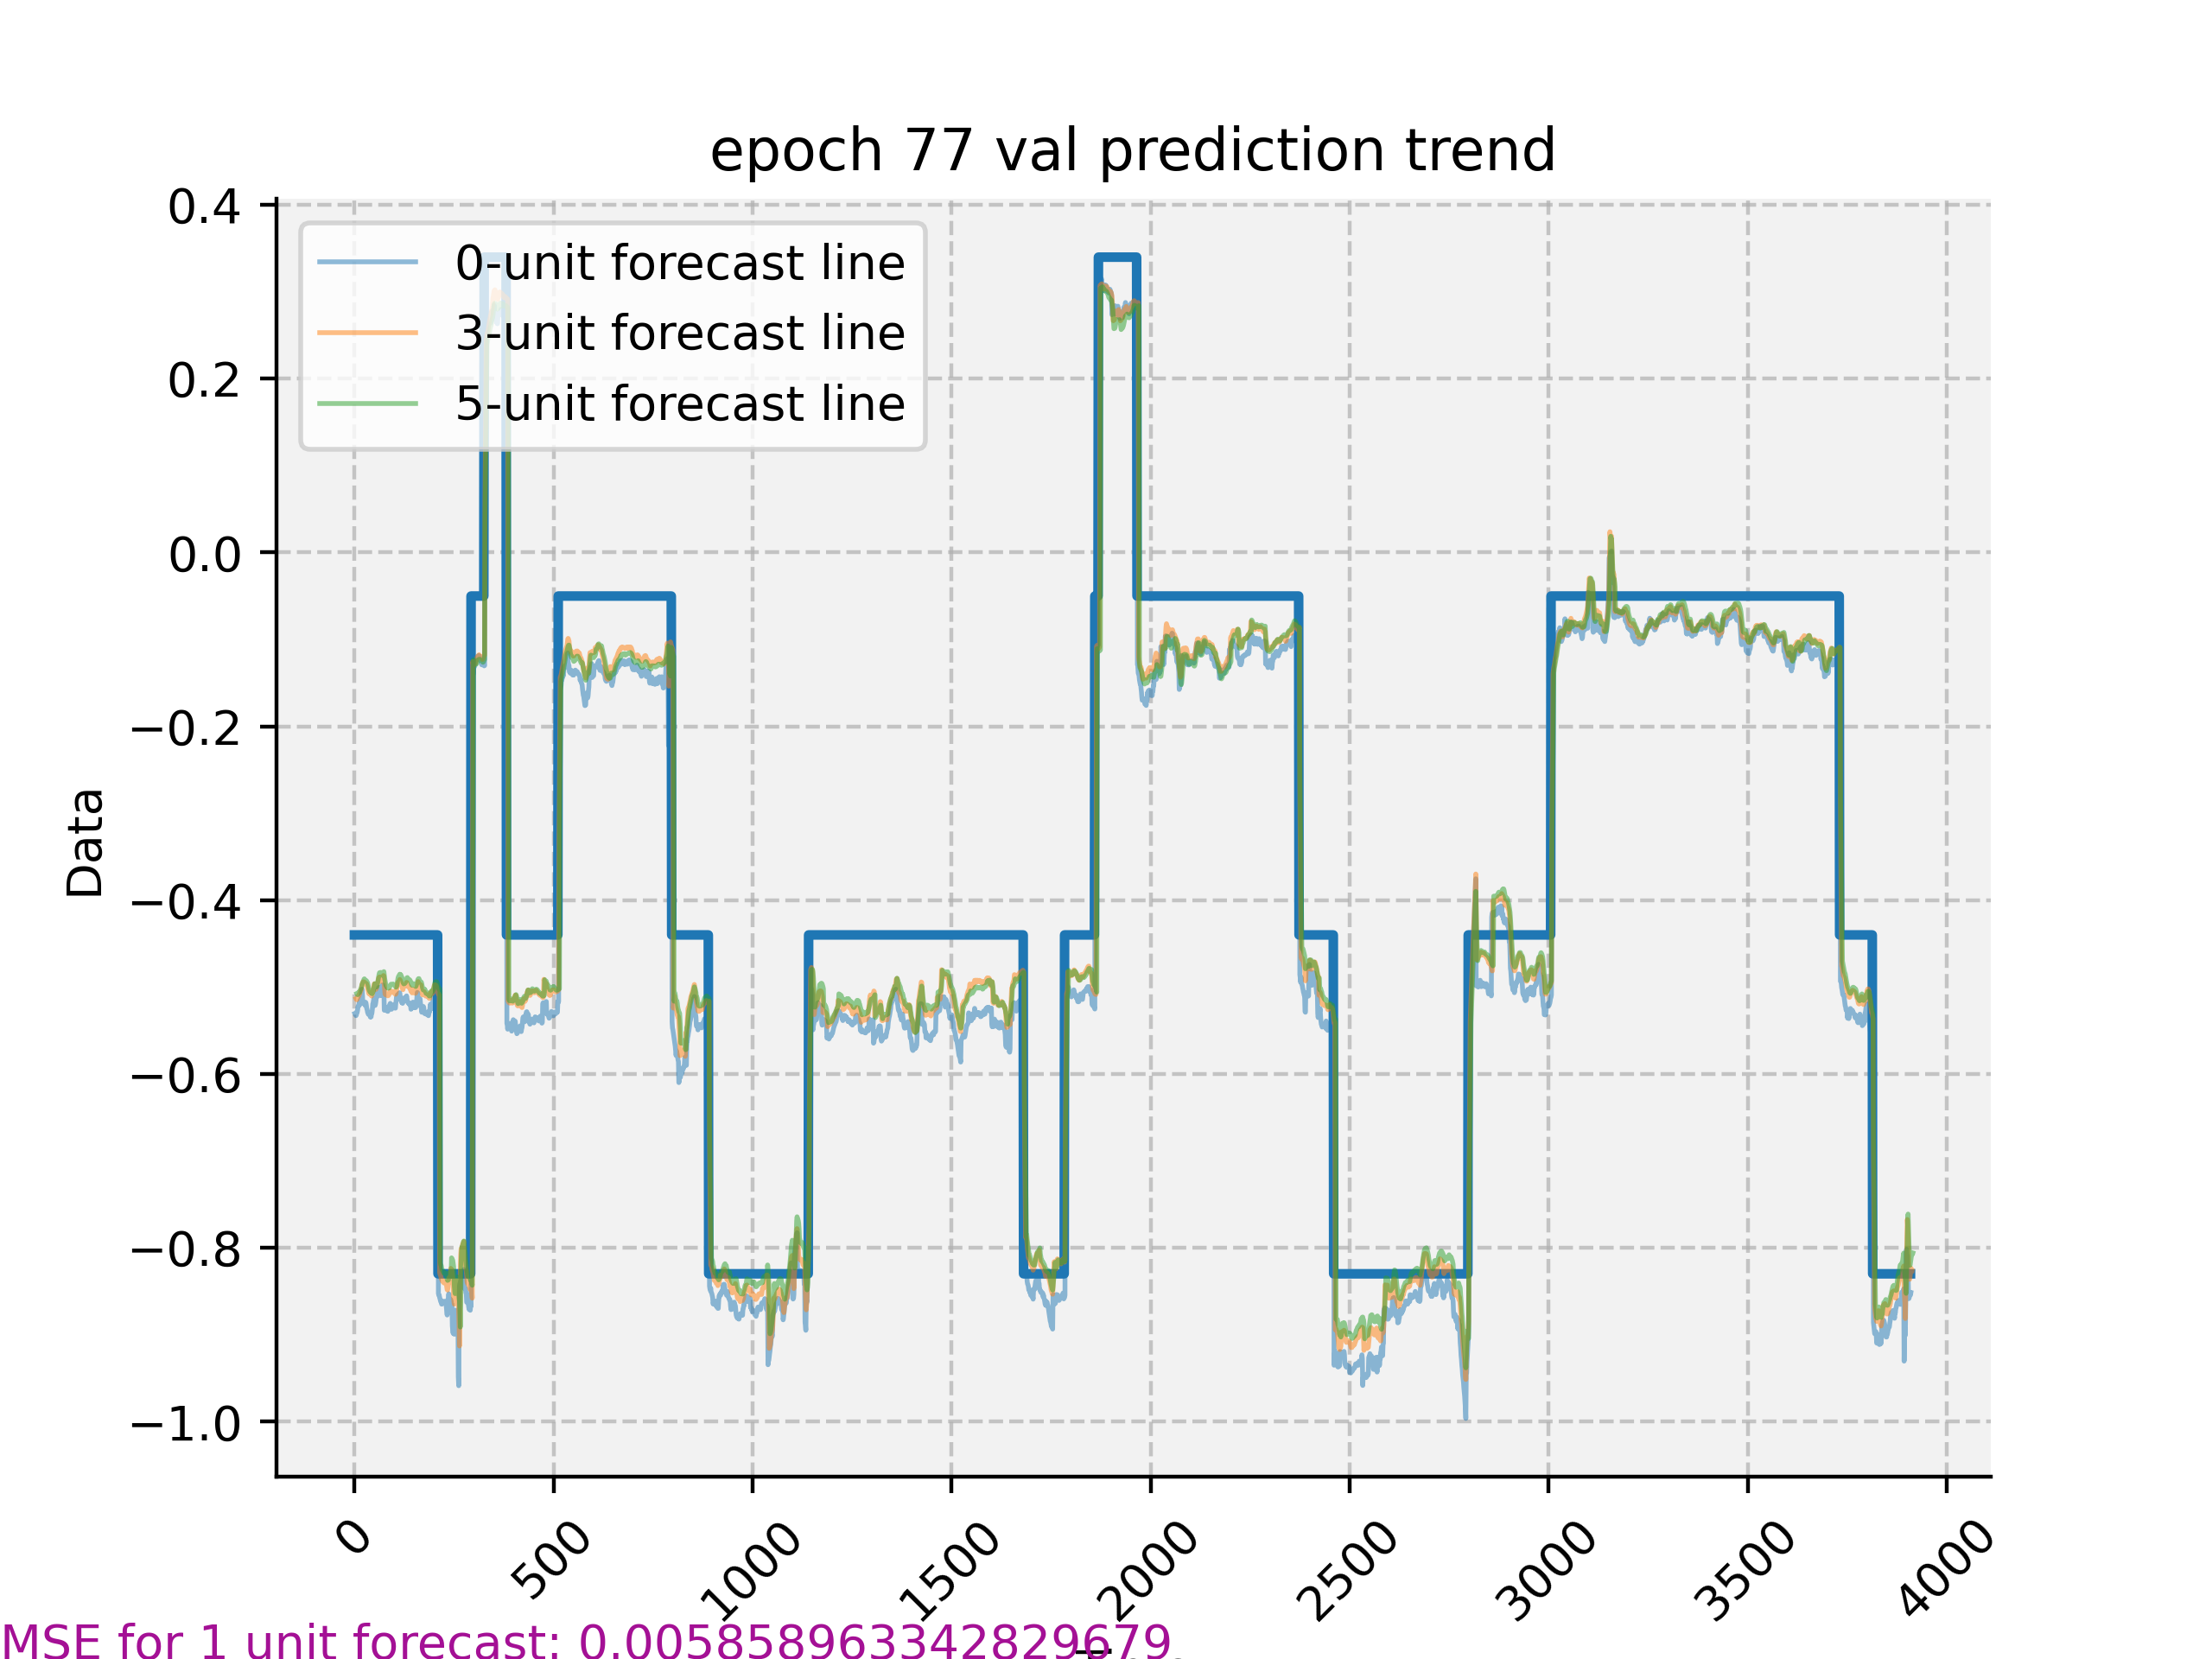 epoch 77 val prediction trend
0.4
0.2
0.0
−0.2
−0.4
−0.6
−0.8
−1.0
Data
0-unit forecast line
3-unit forecast line
5-unit forecast line
0
500
1000
1500
2000
2500
3000
3500
4000
MSE for 1 unit forecast: 0.0058589633428296​79